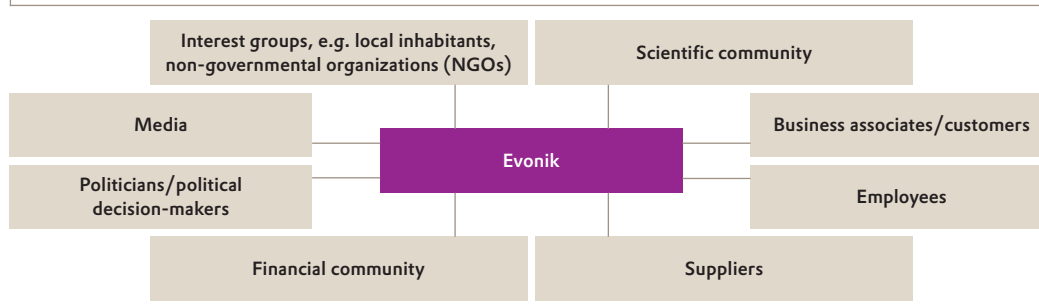 Interest groups, e.g. local inhabitants,
non-governmental organizations (NGOs)
Scientific community
Media
Business associates/customers
Evonik
Politicians/political
decision-makers
Employees
Financial community
Suppliers